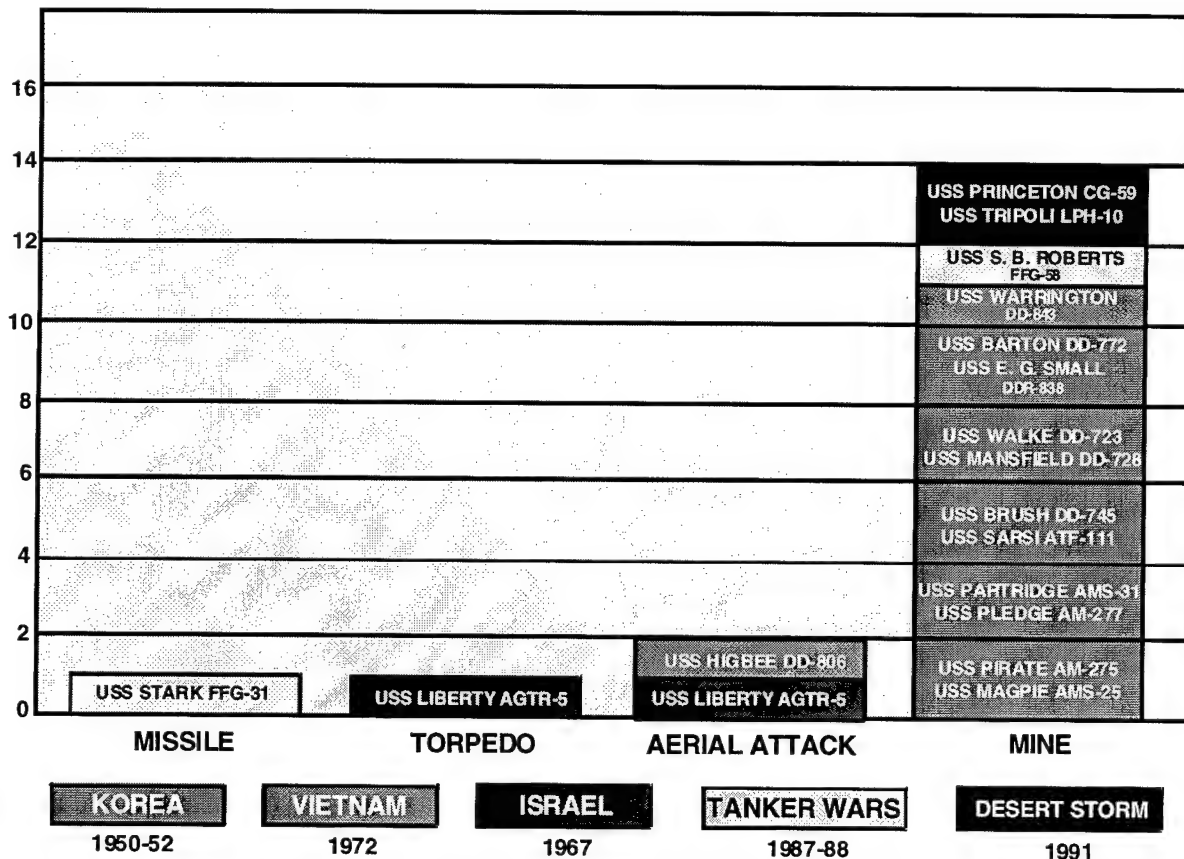 16
14
12
10
8
6
4
2
0
USS PRINCETON CG-59
USS TRIPOLI LPH-10
USS S. B. ROBERTS
FFG-58
USS WARRINGTON
DD-843
USS BARTON DD-772
USS E. G. SMALL
DDR-838
USS WALKE DD-723
USS MANSFIELD DD-728
USS BRUSH DD-745
USS SARSI ATF-111
USS PARTRIDGE AMS-31
USS PLEDGE AM-277
USS PIRATE AM-275
USS MAGPIE AMS-25
USS HIGBEE DD-806
USS STARK FFG-31
USS LIBERTY AGTR-5
USS LIBERTY AGTR-5
MISSILE
TORPEDO
AERIAL ATTACK
MINE
KOREA
VIETNAM
ISRAEL
TANKER WARS
DESERT STORM
1950-52
1972
1967
1987-88
1991